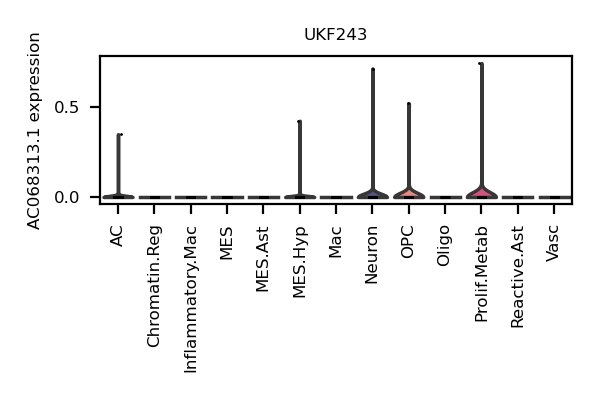 UKF243
AC068313.1 expression
0.5
0.0
AC
Chromatin.Reg
Inflammatory.Mac
MES
MES.Ast
MES.Hyp
Mac
Neuron
OPC
Oligo
Prolif.Metab
Reactive.Ast
Vasc